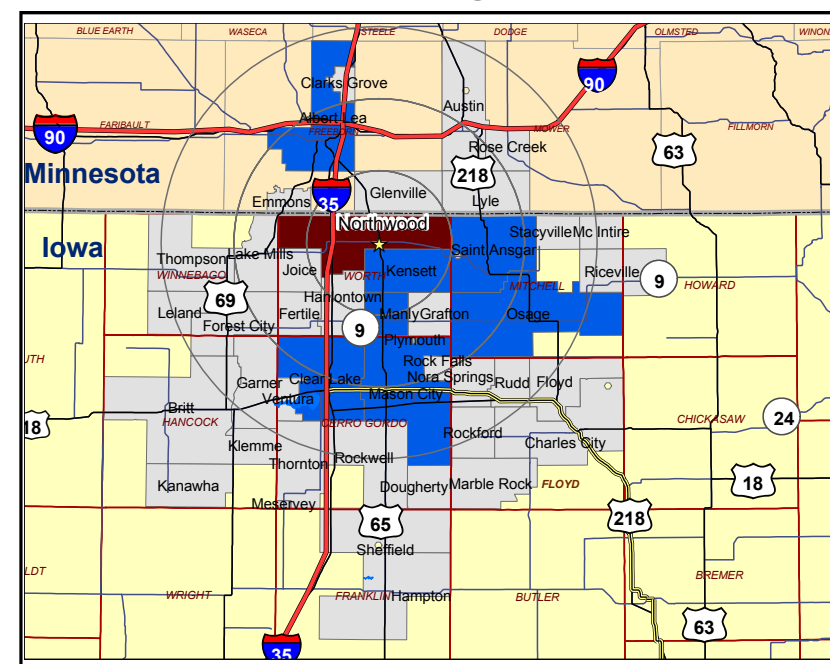 BLUE EARTH WASECA STEELE DODGE OLMSTED WINON
Clarks Grove
90
Austin
Albert Lea
FARIBAULT FREEBORN MOWER FILLMORN
90
Rose Creek
63
Minnesota
218
35
Glenville
Emmons Lyle
Northwood
Iowa
Saint Ansgar Stacyville Mc Intire
Thompson Lake Mills
WINNEBAGO Joice WORTH Kensett Riceville
9
HOWARD
MITCHELL
69
Hanlontown
Leland Fertile Manly Grafton Osage
Forest City
9
Plymouth
UTH
Rock Falls
Garner Clear Lake Nora Springs Rudd Floyd
Ventura Mason City
Britt
HANCOCK CERRO GORDO CHICKASAW
24
18
Rockford
Klemme Charles City
Thornton Rockwell
Kanawha Dougherty Marble Rock FLOYD
18
Meservey
65
218
Sheffield
LDT
BREMER
WRIGHT FRANKLIN Hampton BUTLER
63
35